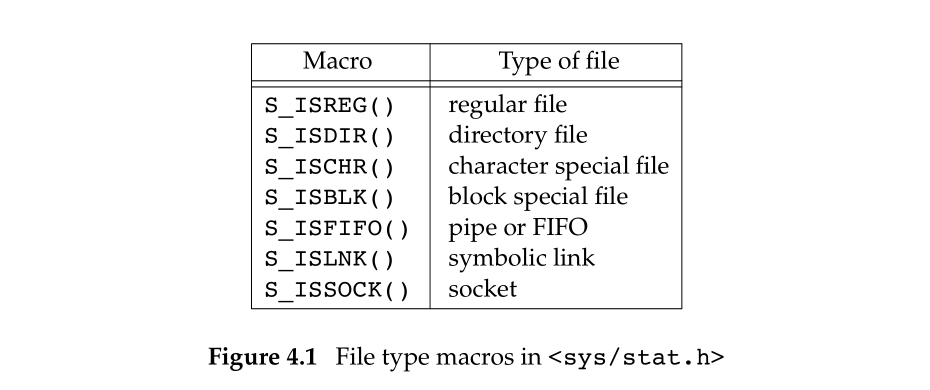 Macro Type of file
S_ISREG() regular file
S_ISDIR() directory file
S_ISCHR() character special file
S_ISBLK() block special file
S_ISFIFO() pipe or FIFO
S_ISLNK() symbolic link
S_ISSOCK() socket
Figure 4.1 File type macros in <sys/stat.h>